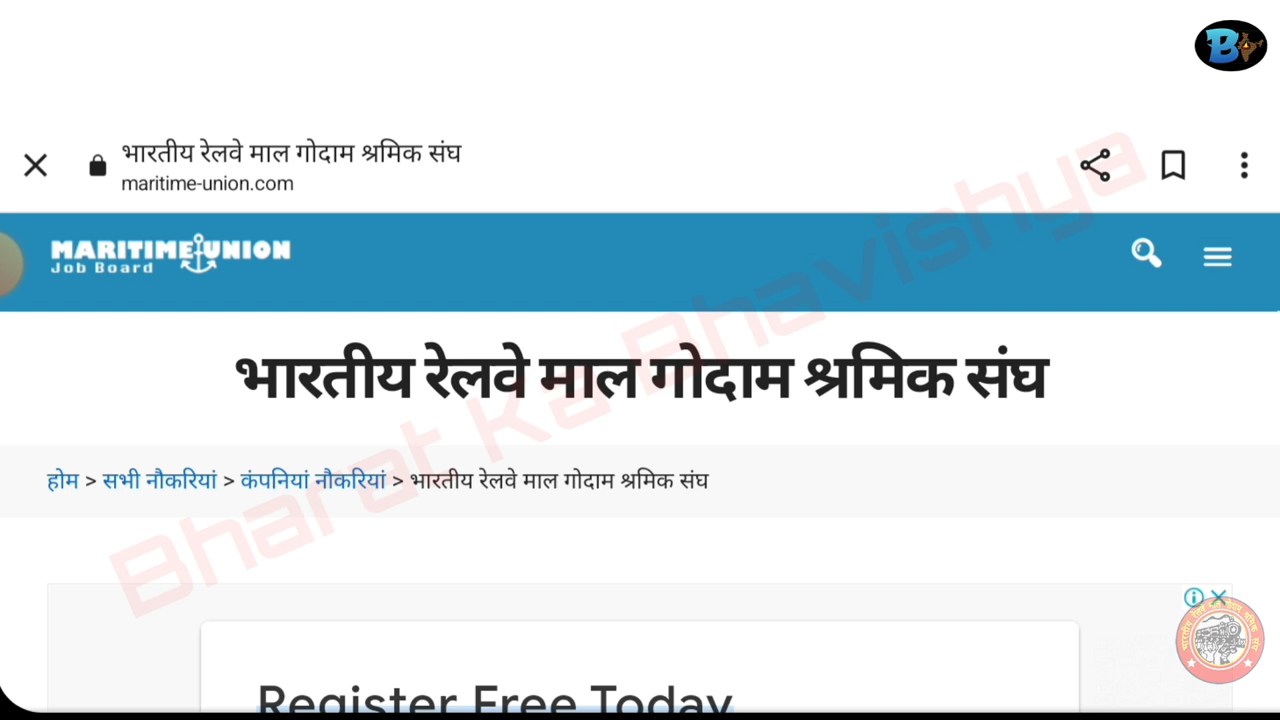 B
भारतीय रेलवे माल गोदाम श्रमिक संघ
maritime-union.com
MARITIME UNION
Job Board
भारतीय रेलवे माल गोदाम श्रमिक संघ
होम > सभी नौकरियां > कंपनियां नौकरियां > भारतीय रेलवे माल गोदाम श्रमिक संघ
Bharat Ka Bhavishya
Register Free Today